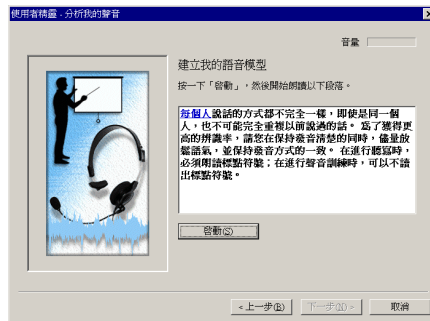 使用者精靈 - 分析我的聲音
音量
建立我的語音模型
按一下「啓動」，然後開始朗讀以下段落。
每個人說話的方式都不完全一樣，即使是同一個
人，也不可能完全重複以前說過的話。為了獲得更
高的辨識率，請您在保持發音清楚的同時，儘量放
鬆語氣，並保持發音方式的一致。在進行聽寫時，
必須朗讀標點符號；在進行聲音訓練時，可以不讀
出標點符號。
啓動(S)
<上一步(B)
下一步(N)>
取消